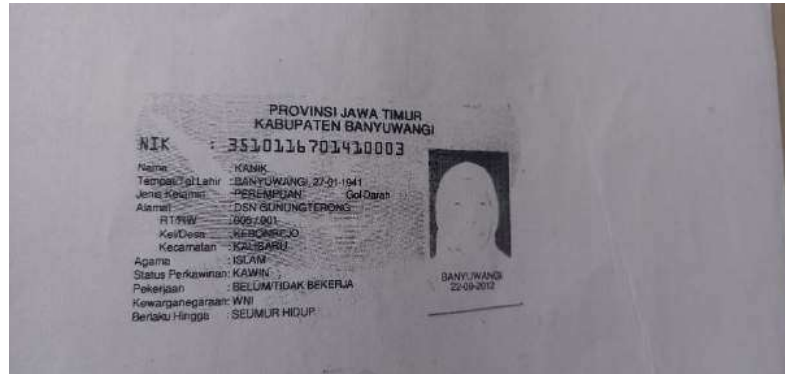 PROVINSI JAWA TIMUR
KABUPATEN BANYUWANGI
NIK : 3510116701410003
Nama : KANIK
Tempat/Tgl Lahir : BANYUWANGI, 27-01-1941
Jenis Kelamin : PEREMPUAN Gol Darah
Alamat : DSN GUNUNGTERONG
RT/RW /001
Kel/Desa : KEBONREJO
Kecamatan : KALIBARU
Agama : ISLAM
Status Perkawinan: KAWIN
Pekerjaan : BELUM/TIDAK BEKERJA
Kewarganegaraan: WNI
Berlaku Hingga : SEUMUR HIDUP
BANYUWANGI
22-09-2012